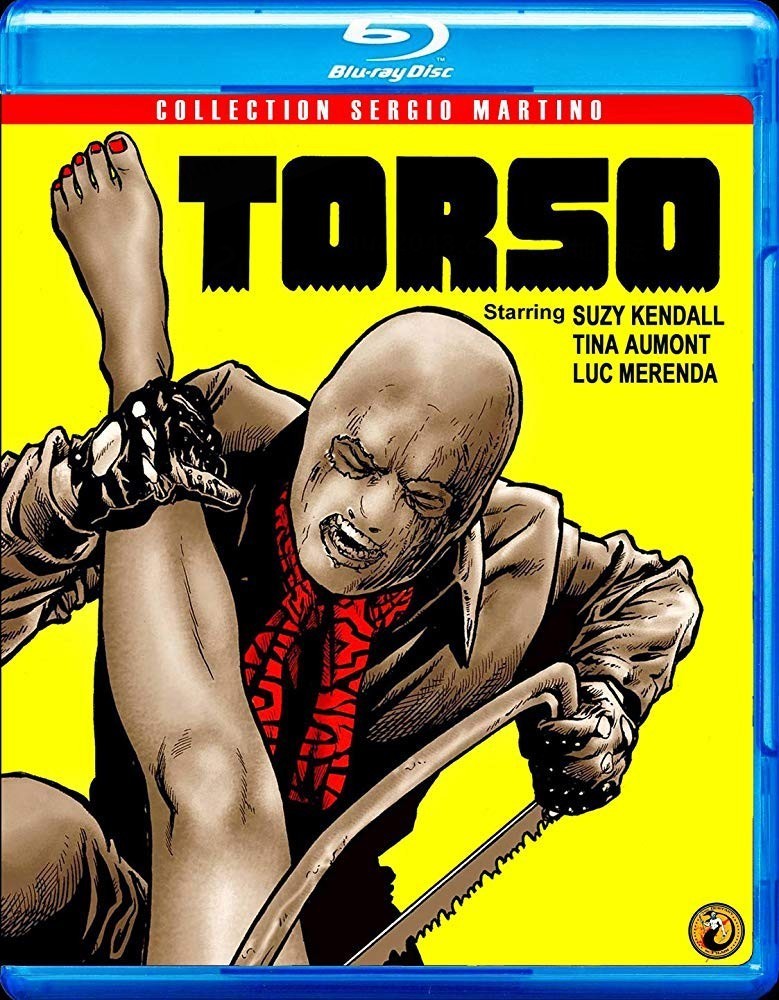 Blu-ray Disc
COLLECTION SERGIO MARTINO
TORSO
Starring SUZY KENDALL
TINA AUMONT
LUC MERENDA